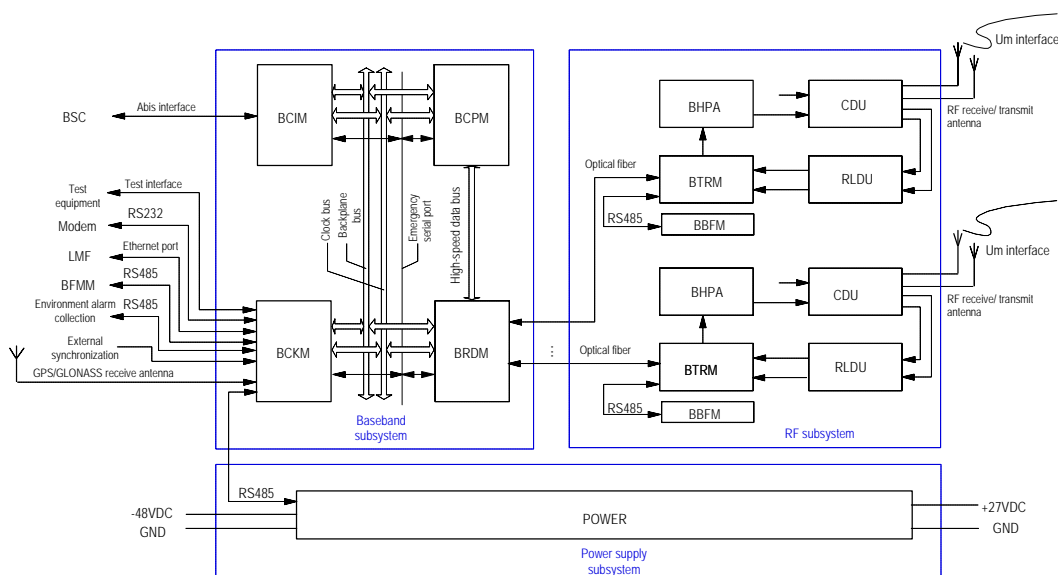 Um interface
BCIM
BCPM
BHPA
CDU
Abis interface
BSC
RF receive/ transmit
antenna
Optical fiber
BTRM
RLDU
Test interface
Test
equipment
RS232
Modem
Ethernet port
LMF
RS485
BFMM
RS485
Environment alarm
collection
External
synchronization
GPS/GLONASS receive antenna
Clock bus
Backplane
bus
Emergency
serial port
High-speed data bus
RS485
BBFM
Um interface
BHPA
CDU
RF receive/ transmit
antenna
BCKM
BRDM
...
Optical fiber
BTRM
RLDU
RS485
BBFM
Baseband
subsystem
RF subsystem
RS485
-48VDC
GND
POWER
+27VDC
GND
Power supply
subsystem